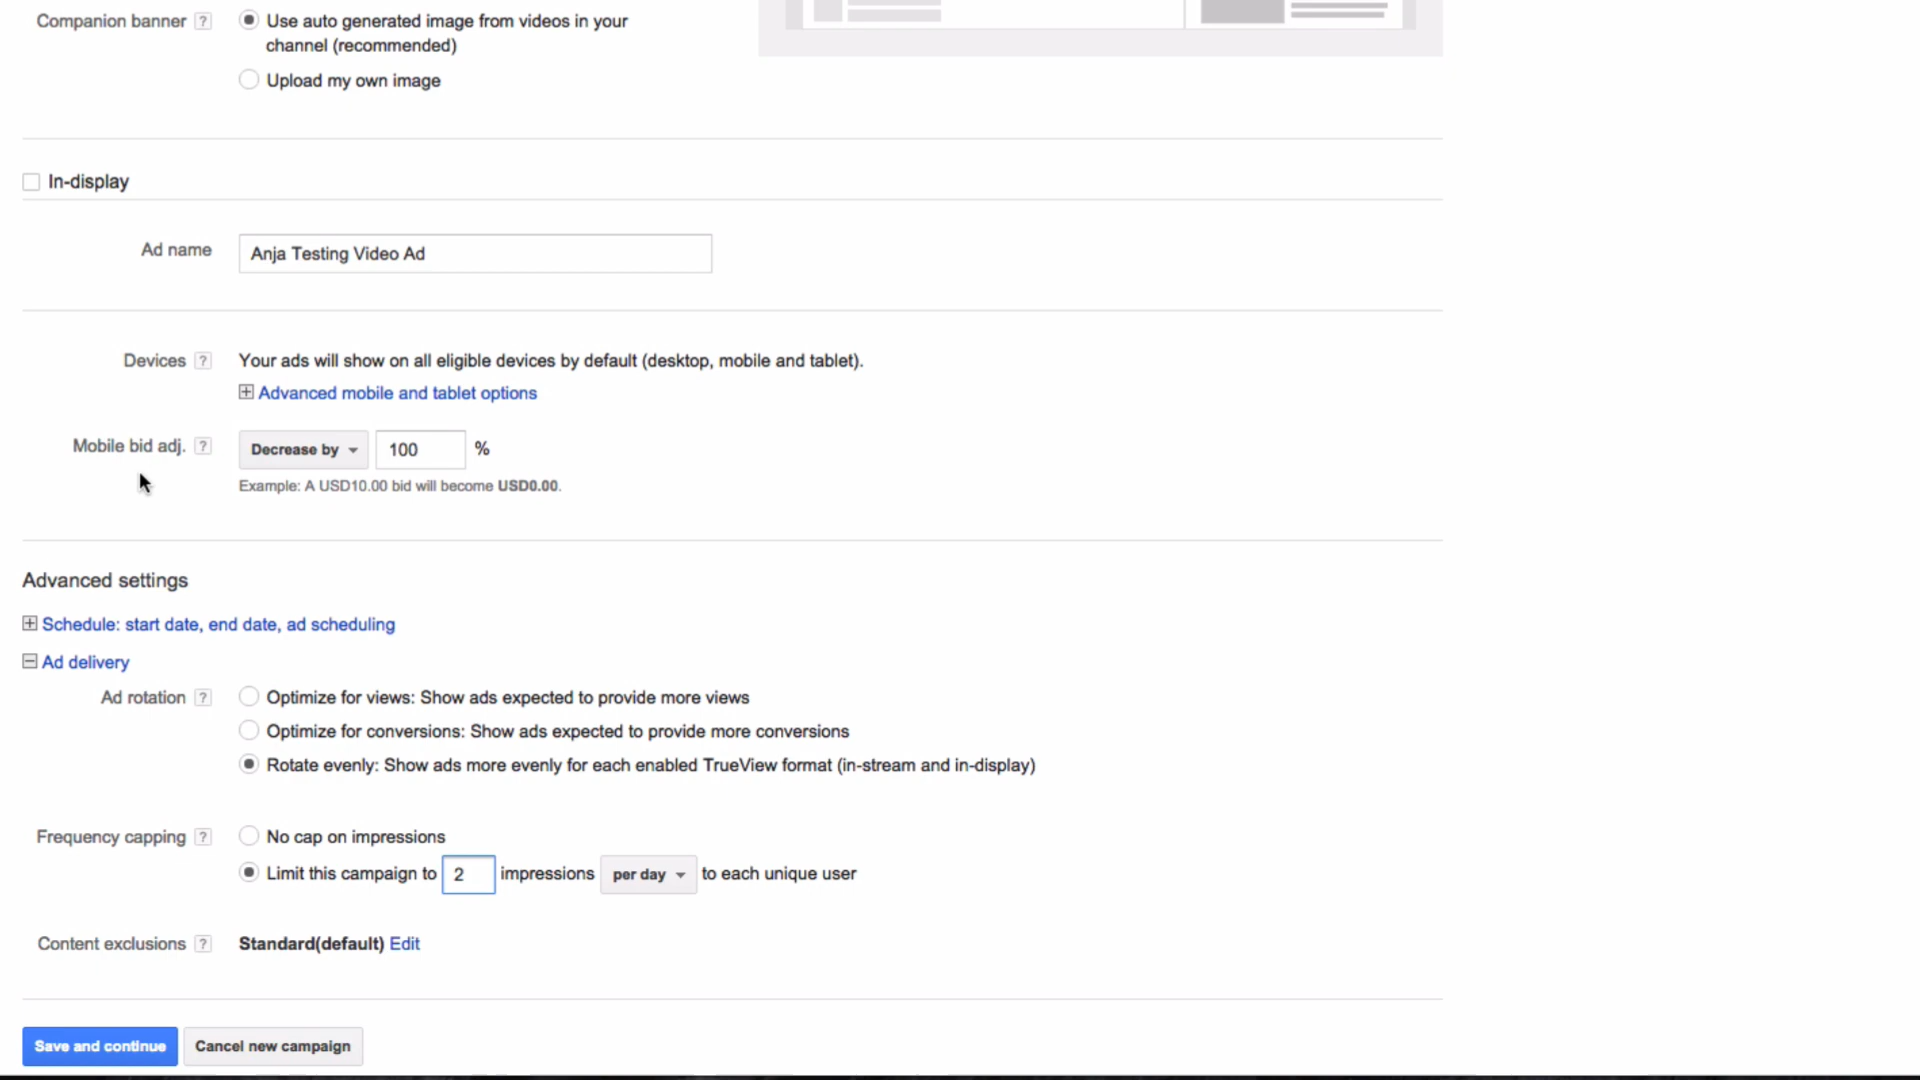 Companion banner ? Use auto generated image from videos in your
channel (recommended)
Upload my own image
In-display
Ad name Anja Testing Video Ad
Devices ? Your ads will show on all eligible devices by default (desktop, mobile and tablet).
Advanced mobile and tablet options
Mobile bid adj. ? Decrease by 100 %
Example: A USD10.00 bid will become USD0.00.
Advanced settings
Schedule: start date, end date, ad scheduling
Ad delivery
Ad rotation ? Optimize for views: Show ads expected to provide more views
Optimize for conversions: Show ads expected to provide more conversions
Rotate evenly: Show ads more evenly for each enabled TrueView format (in-stream and in-display)
Frequency capping ? No cap on impressions
Limit this campaign to 2 impressions per day to each unique user
Content exclusions ? Standard(default) Edit
Save and continue Cancel new campaign